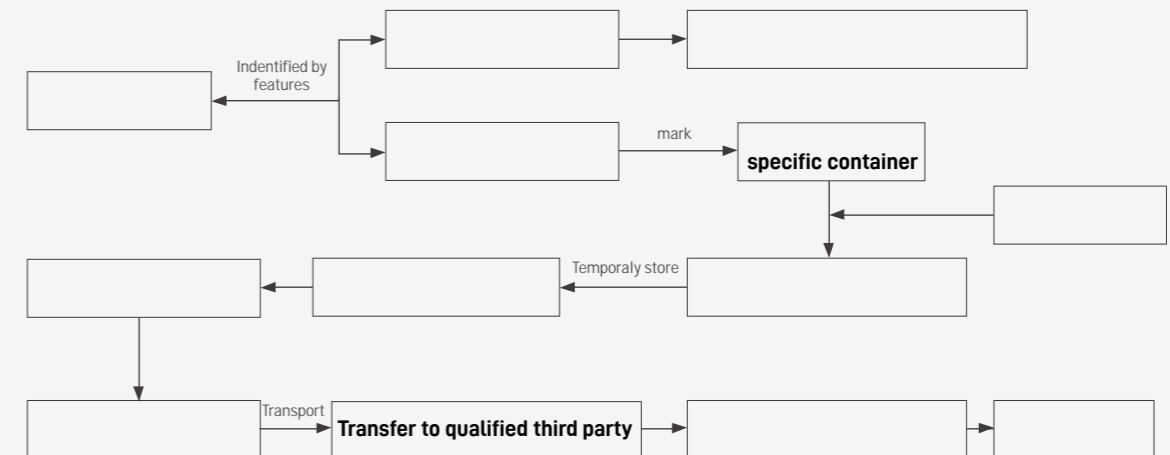 Indentified by
features
mark
specific container
Temporaly store
Transport
Transfer to qualified third party